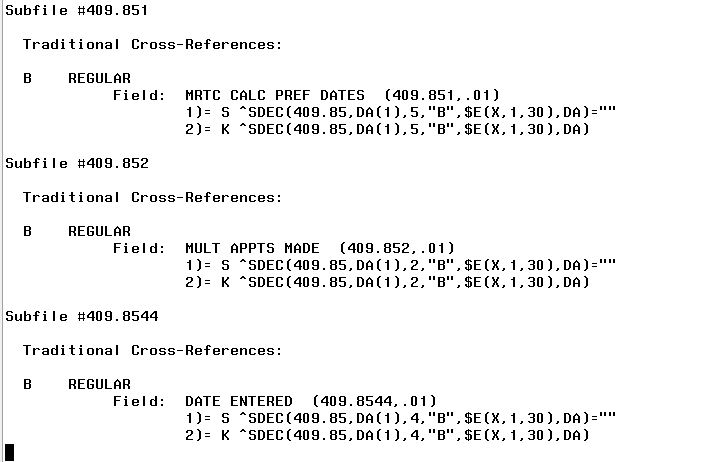 Subfile #409.851
Traditional Cross-References:
B REGULAR
Field: MRTC CALC PREF DATES (409.851,.01)
1)= S ^SDEC(409.85,DA(1),5,"B",$E(X,1,30),DA)=""
2)= K ^SDEC(409.85,DA(1),5,"B",$E(X,1,30),DA)
Subfile #409.852
Traditional Cross-References:
B REGULAR
Field: MULT APPTS MADE (409.852,.01)
1)= S ^SDEC(409.85,DA(1),2,"B",$E(X,1,30),DA)=""
2)= K ^SDEC(409.85,DA(1),2,"B",$E(X,1,30),DA)
Subfile #409.8544
Traditional Cross-References:
B REGULAR
Field: DATE ENTERED (409.8544,.01)
1)= S ^SDEC(409.85,DA(1),4,"B",$E(X,1,30),DA)=""
2)= K ^SDEC(409.85,DA(1),4,"B",$E(X,1,30),DA)